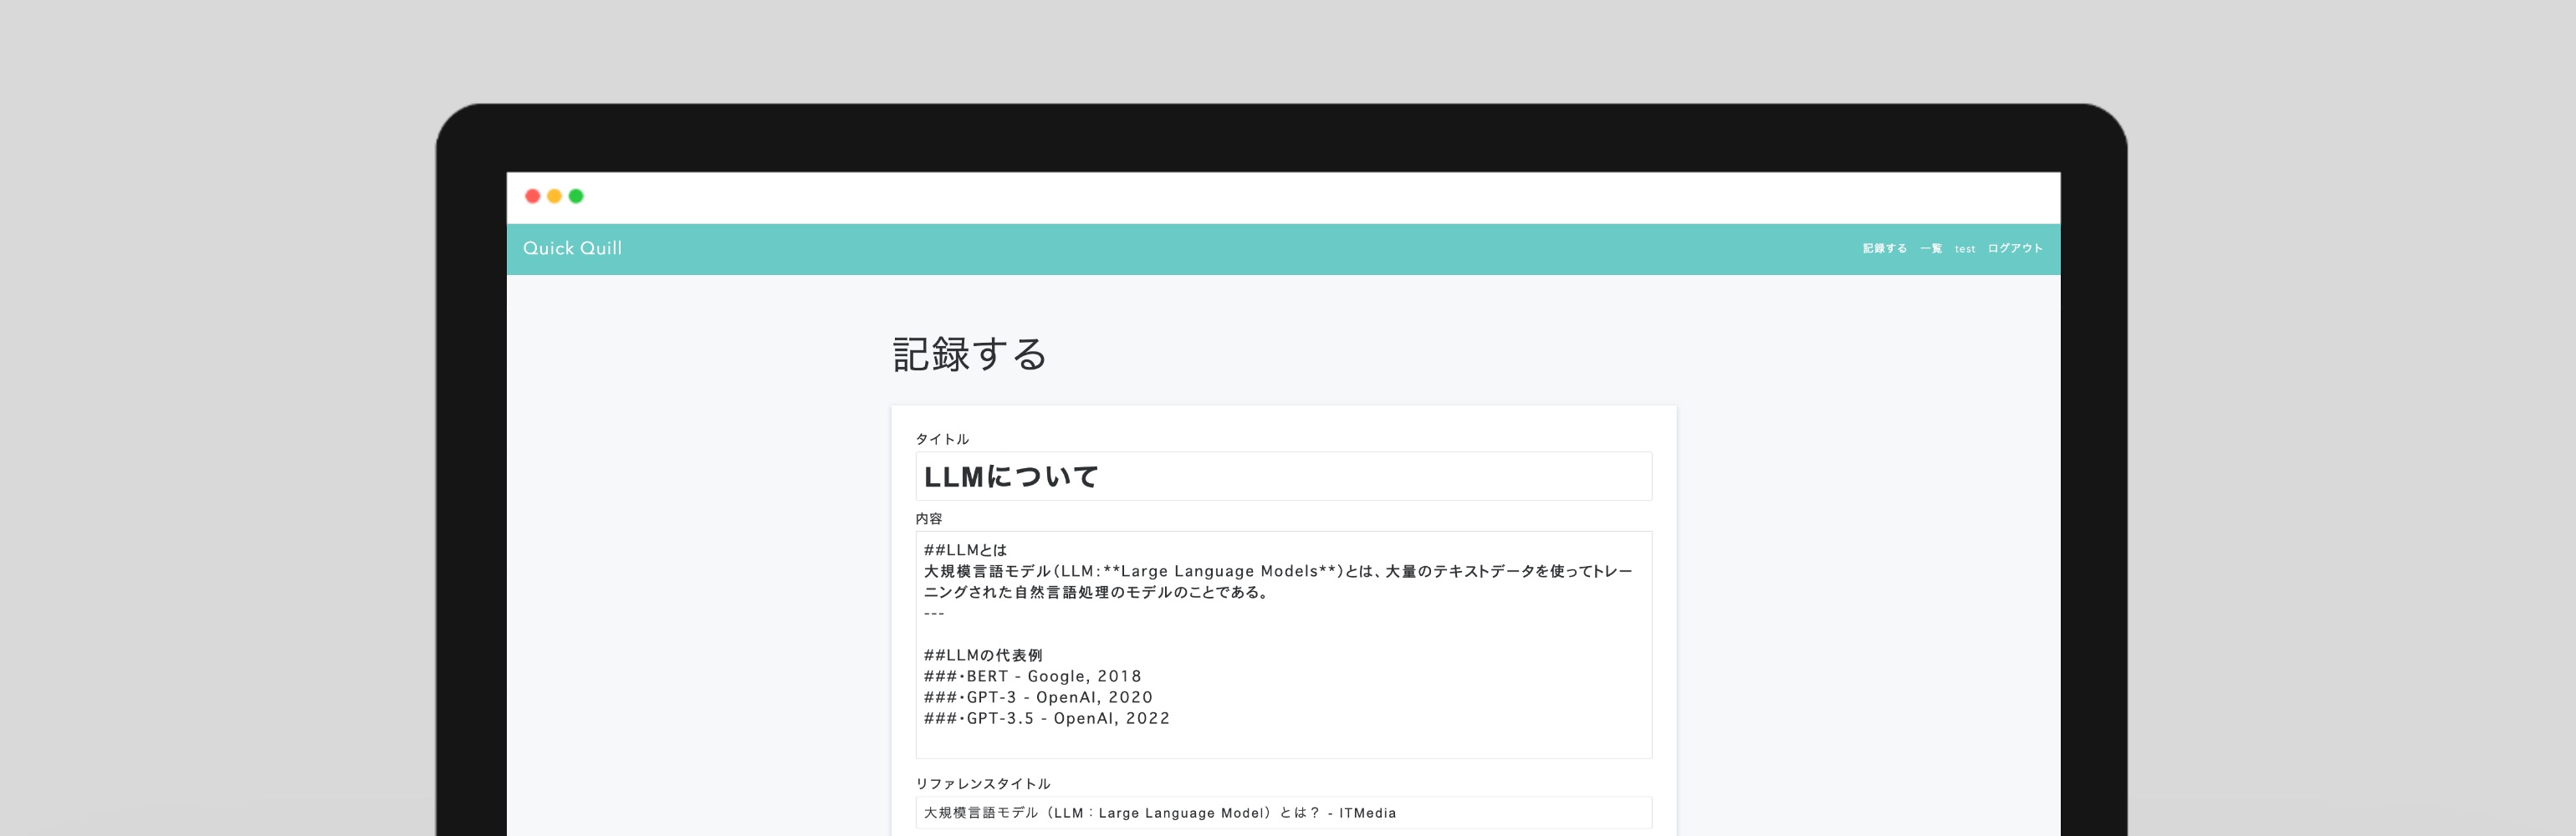 Quick Quill
記録する 一覧 test ログアウト
記録する
タイトル
LLMについて
内容
##LLMとは
大規模言語モデル(LLM:**Large Language Models**)とは、大量のテキストデータを使ってトレー
ニングされた自然言語処理のモデルのことである。
---
##LLMの代表例
###・BERT - Google, 2018
###・GPT-3 - OpenAI, 2020
###・GPT-3.5 - OpenAI, 2022
リファレンスタイトル
大規模言語モデル（LLM：Large Language Model）とは？ - ITMedia